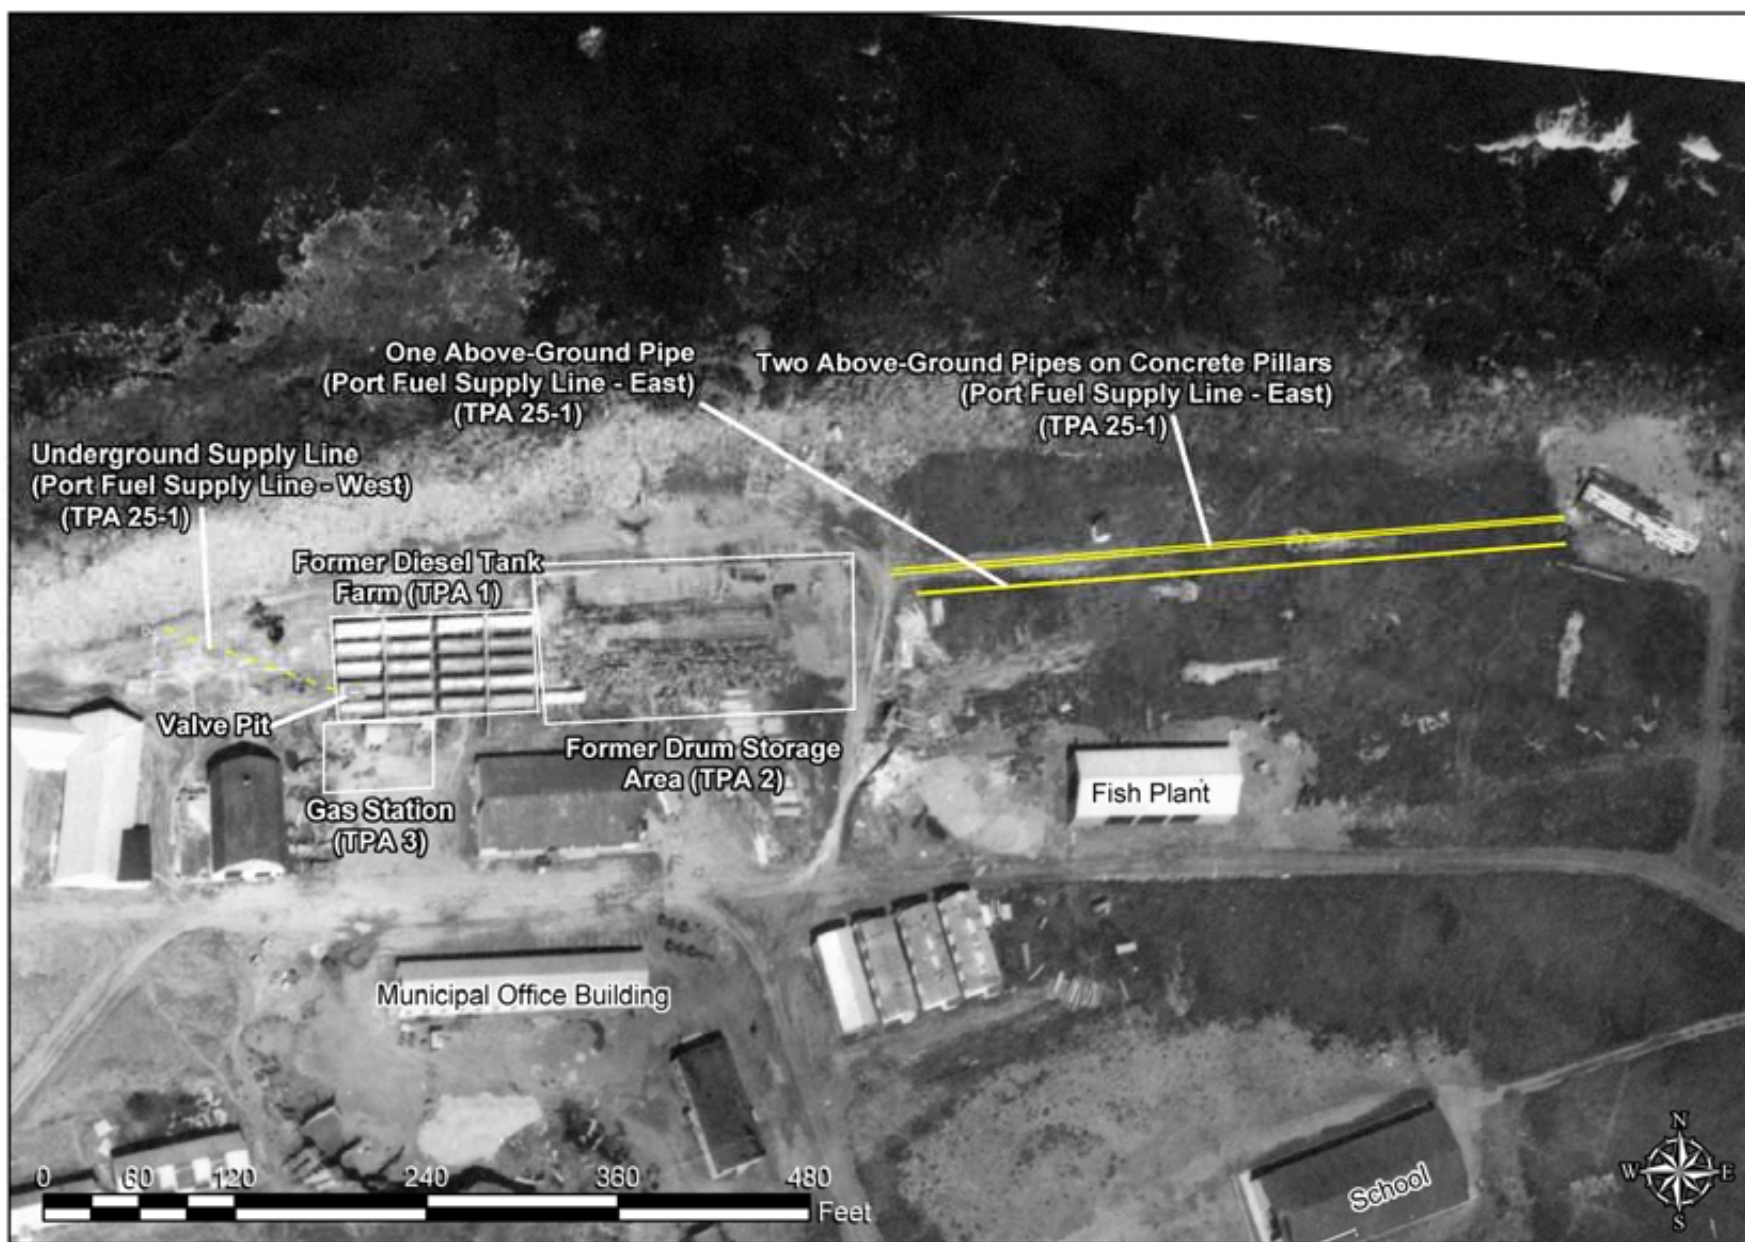 One Above-Ground Pipe
(Port Fuel Supply Line - East)
(TPA 25-1)
Two Above-Ground Pipes on Concrete Pillars
(Port Fuel Supply Line - East)
(TPA 25-1)
Underground Supply Line
(Port Fuel Supply Line - West)
(TPA 25-1)
Former Diesel Tank
Farm (TPA 1)
Valve Pit
Former Drum Storage
Area (TPA 2)
Gas Station
(TPA 3)
Fish Plant
Municipal Office Building
School
0 60 120 240 360 480
Feet
N
W E
S